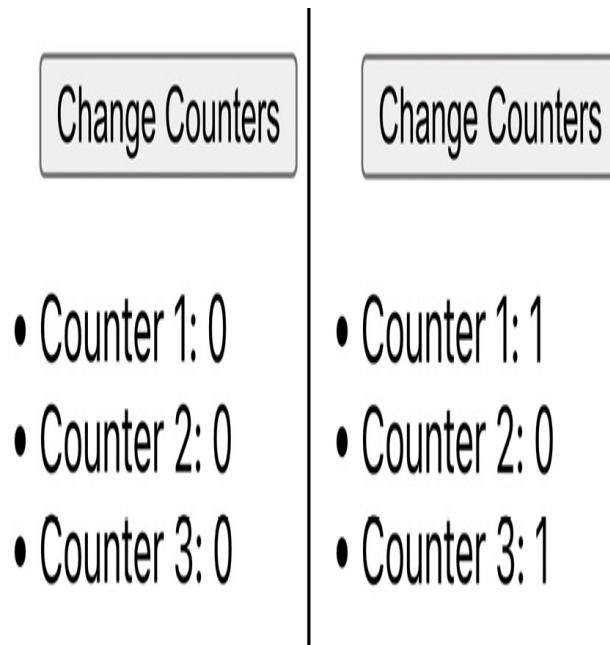 Change Counters
• Counter 1: 0
• Counter 2: 0
• Counter 3: 0
Change Counters
• Counter 1: 1
• Counter 2: 0
• Counter 3: 1